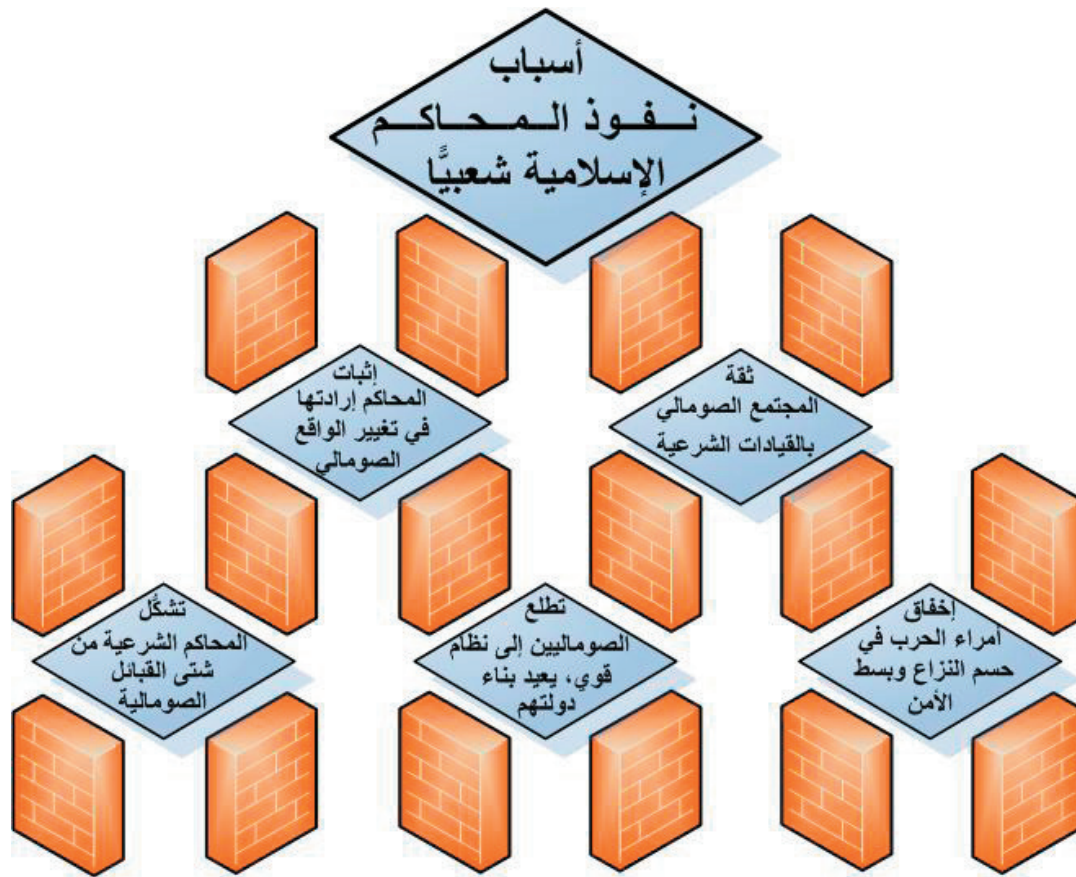 أسباب
نـفـوذ الـمـحـاكـم
الإسلامية شعبيًّا
ثقة
المجتمع الصومالي
بالقيادات الشرعية
إثبات
المحاكم إرادتها
في تغيير الواقع
الصومالي
إخفاق
أمراء الحرب في
حسم النزاع وبسط
الأمن
تطلع
الصوماليين إلى نظام
قوي، يعيد بناء
دولتهم
تشكُّل
المحاكم الشرعية من
شتى القبائل
الصومالية